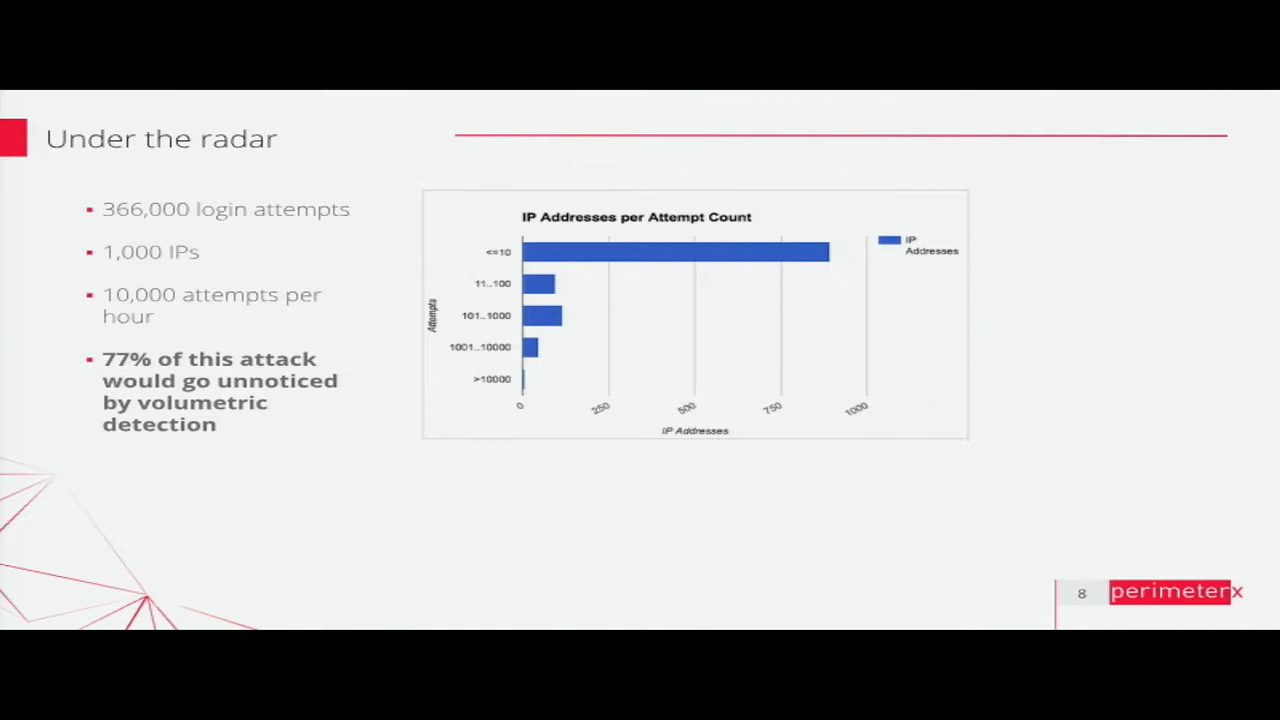 Under the radar
366,000 login attempts
1,000 IPs
10,000 attempts per
hour
77% of this attack
would go unnoticed
by volumetric
detection
IP Addresses per Attempt Count
IP
Addresses
Attempts
<=10
11..100
101..1000
1001..10000
>10000
0
250
500
750
1000
IP Addresses
8
perimeterx